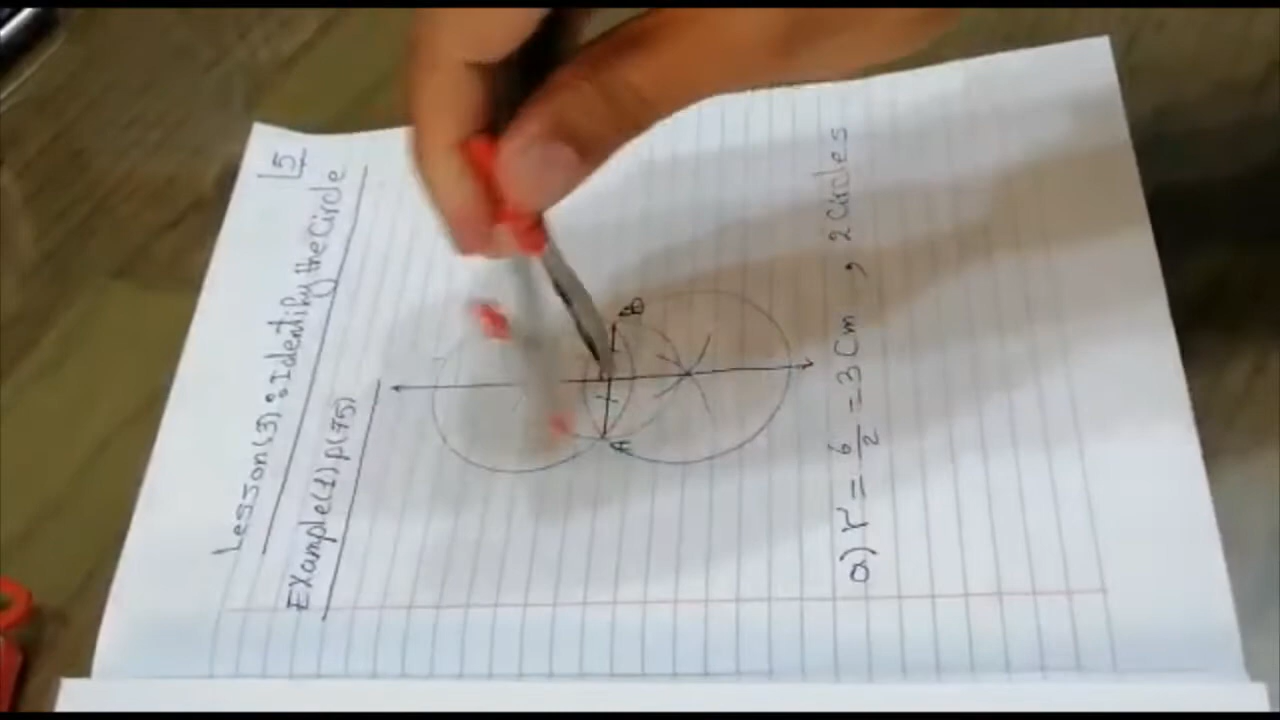 5
Lesson(3): Identify the Circle
Example(1) p(75)
B
A
a) r = 6/2 = 3 Cm , 2 Circles